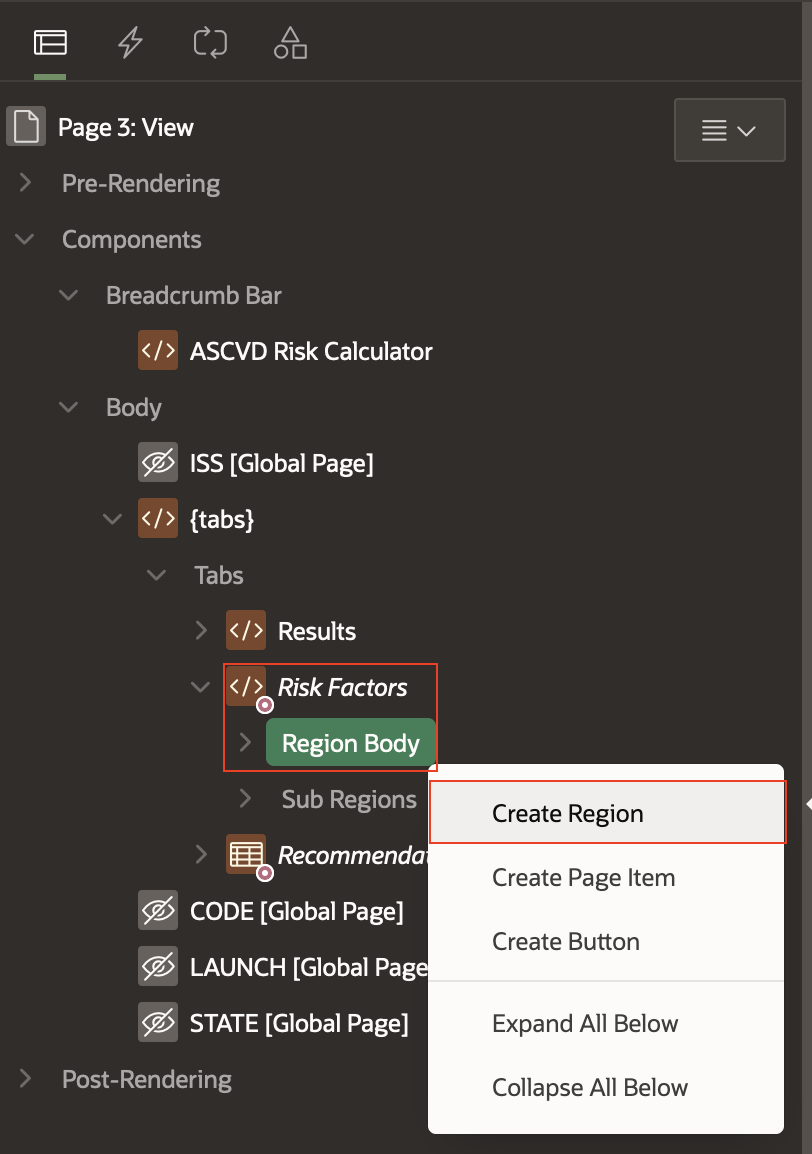 Page 3: View
Pre-Rendering
Components
Breadcrumb Bar
</> ASCVD Risk Calculator
Body
ISS [Global Page]
</> {tabs}
Tabs
</> Results
</> Risk Factors
Region Body
Sub Regions
Recommendat
CODE [Global Page]
LAUNCH [Global Page
STATE [Global Page]
Post-Rendering
Create Region
Create Page Item
Create Button
Expand All Below
Collapse All Below